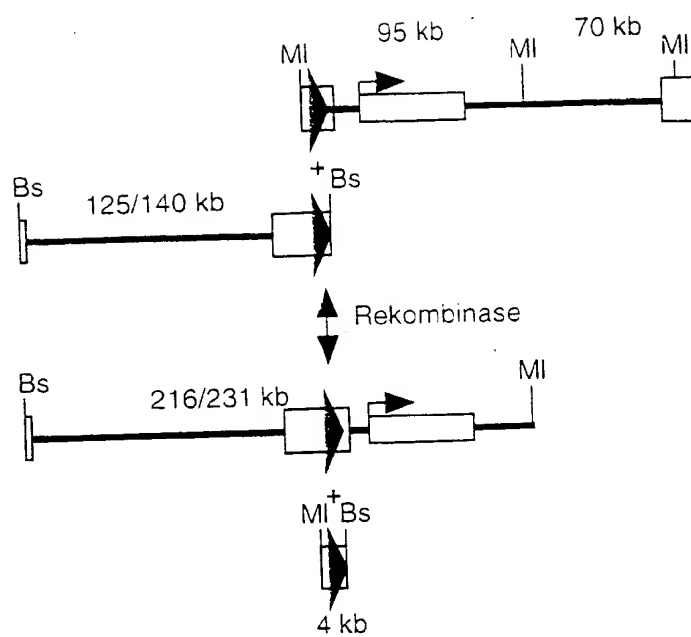 95 kb 70 kb
MI MI MI
+
Bs Bs
125/140 kb
Rekombinase
Bs MI
216/231 kb
+
MI Bs
4 kb